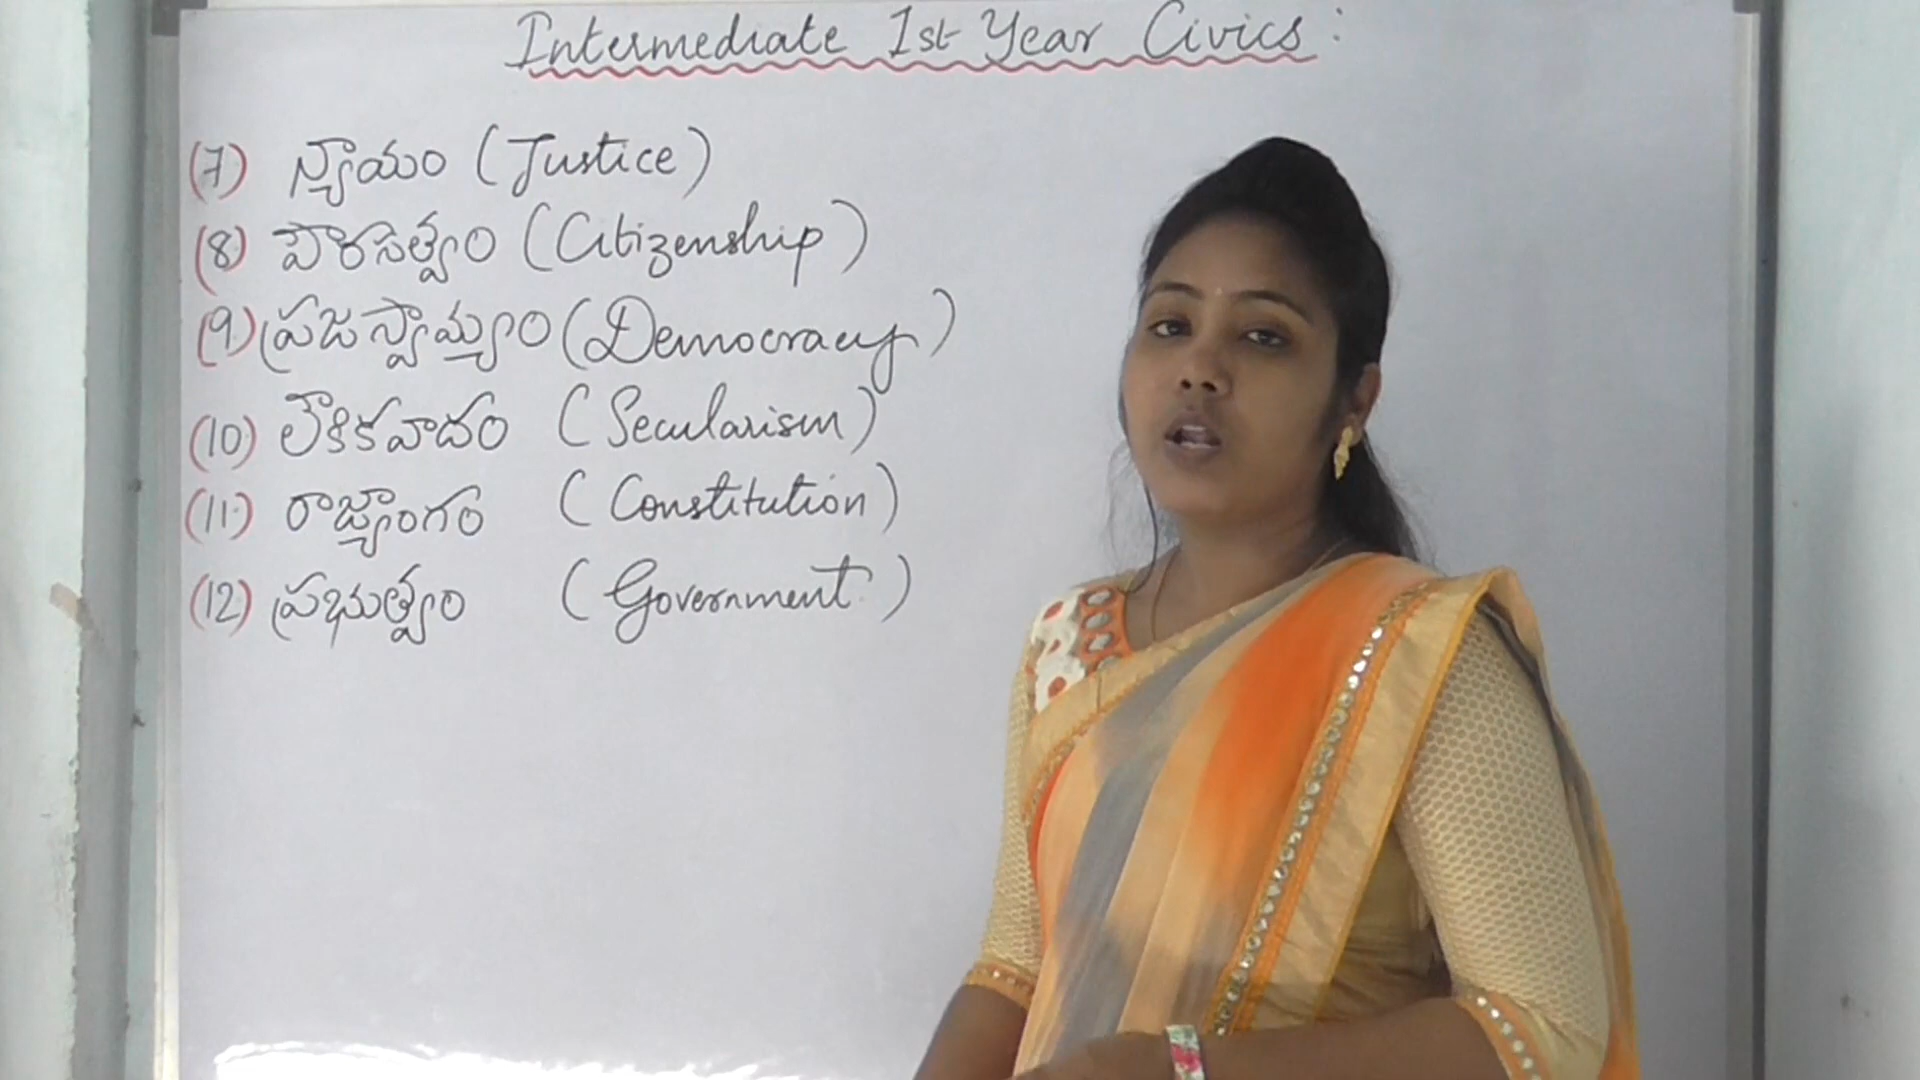 Intermediate 1st Year Civics :
(7) న్యాయం (Justice)
(8) పౌరసత్వం (Citizenship)
(9) ప్రజస్వామ్యం (Democracy)
(10) లౌకికవాదం (Secularism)
(11) రాజ్యాంగం (Constitution)
(12) ప్రభుత్వం (Government)